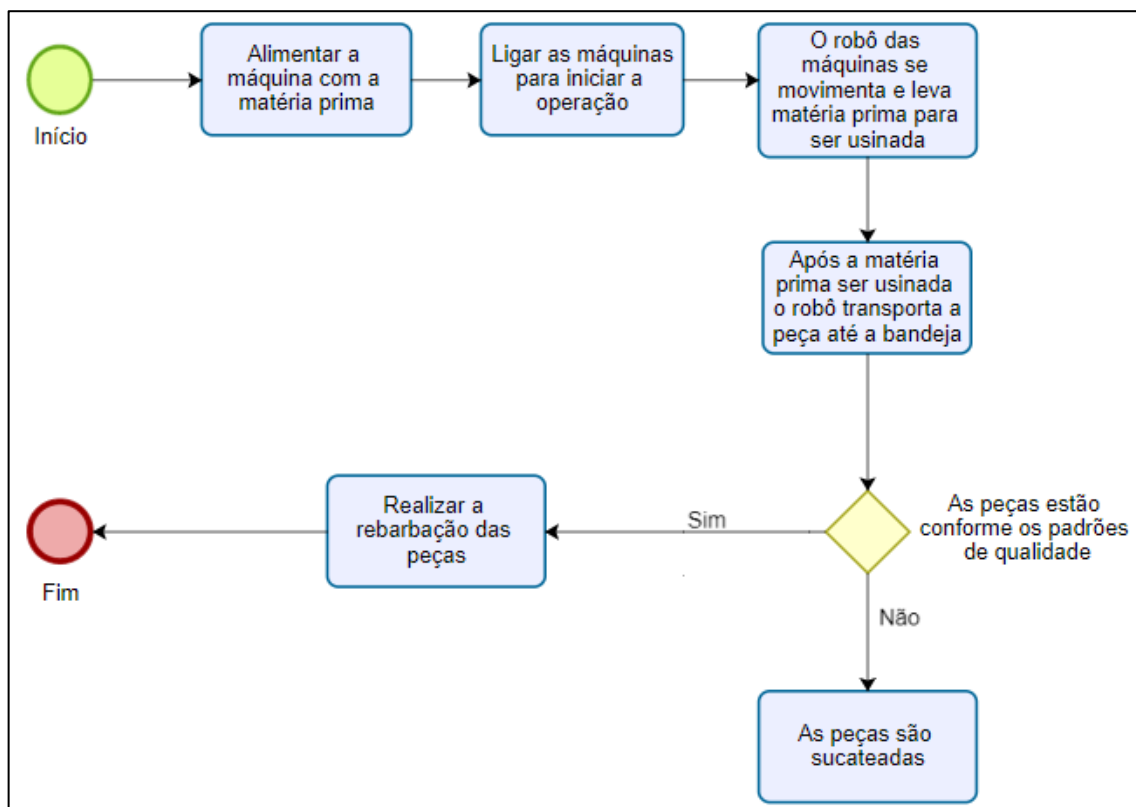 Início
Alimentar a
máquina com a
matéria prima
Ligar as máquinas
para iniciar a
operação
O robô das
máquinas se
movimenta e leva
matéria prima para
ser usinada
Após a matéria
prima ser usinada
o robô transporta a
peça até a bandeja
As peças estão
conforme os padrões
de qualidade
Sim
Realizar a
rebarbação das
peças
Fim
Não
As peças são
sucateadas